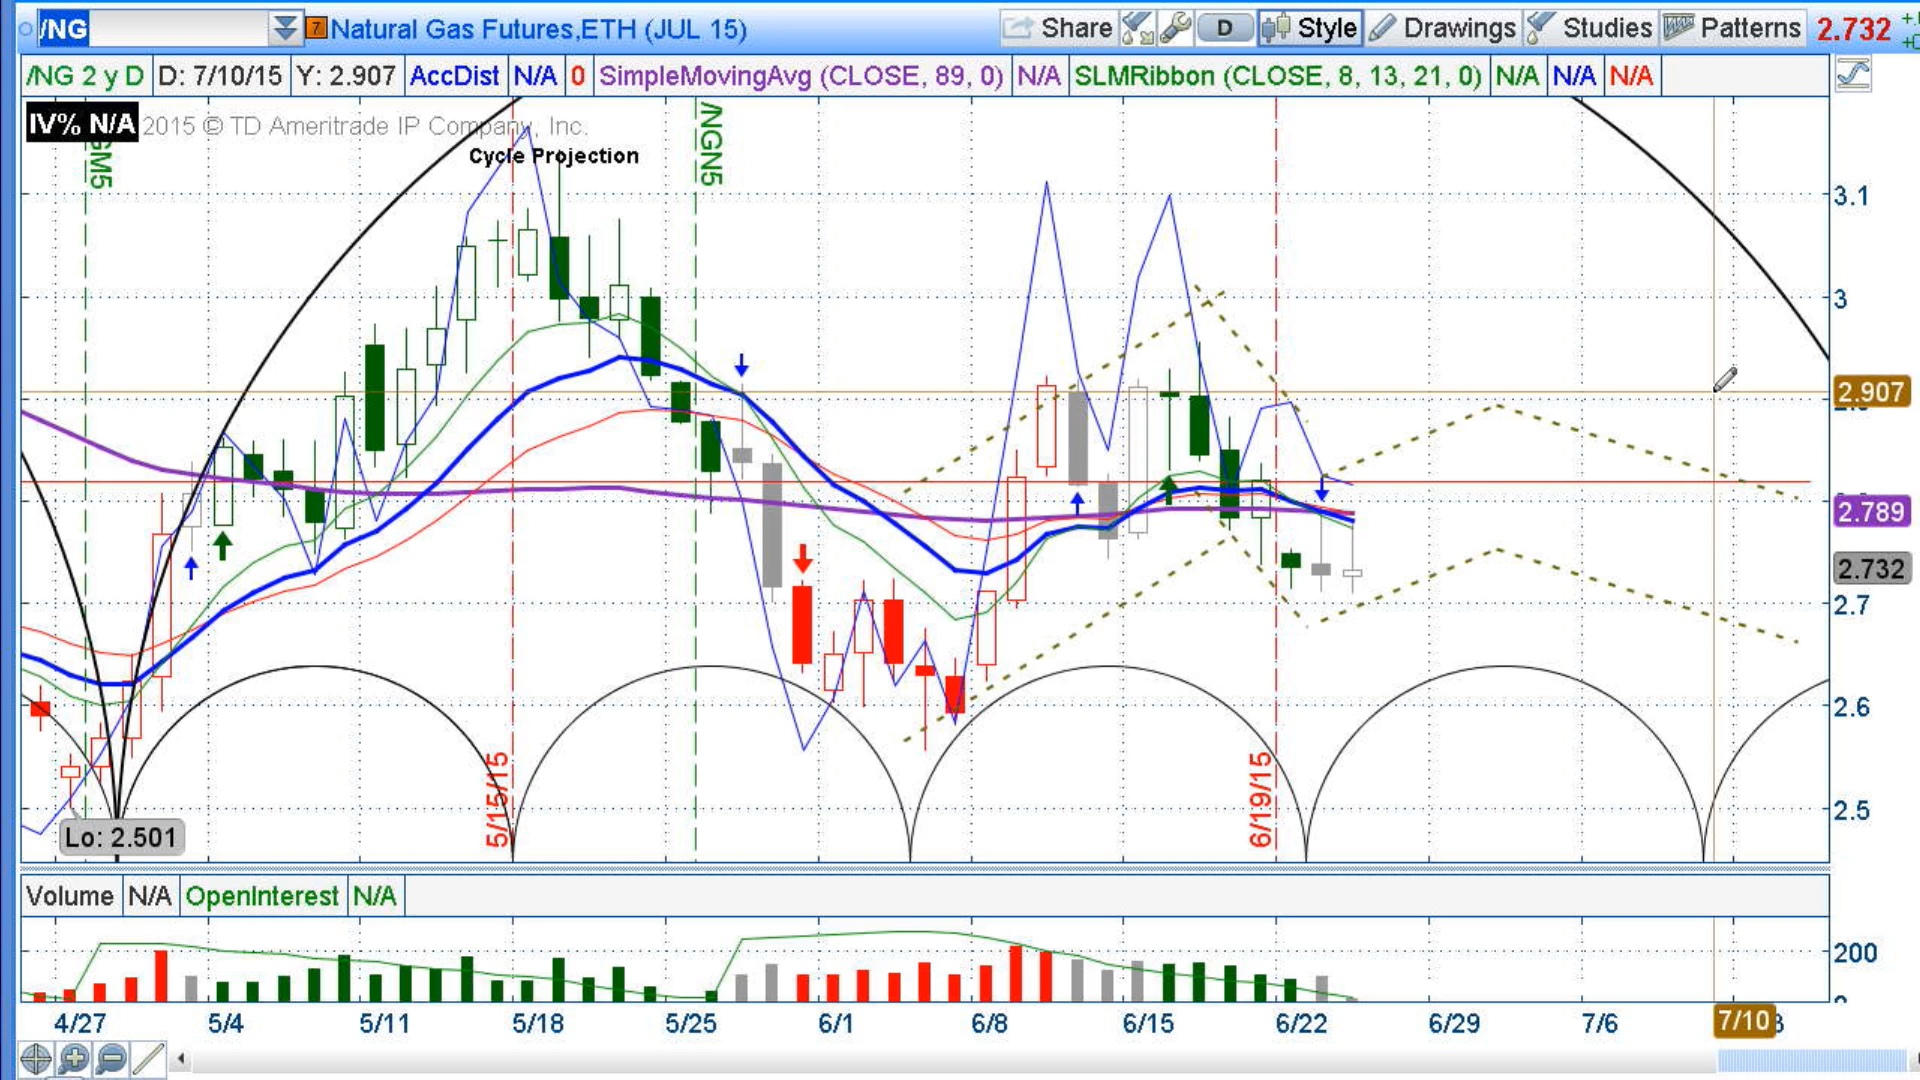 /NG 7 Natural Gas Futures,ETH (JUL 15) Share D Style Drawings Studies Patterns 2.732
/NG 2 y D D: 7/10/15 Y: 2.907 AccDist N/A 0 SimpleMovingAvg (CLOSE, 89, 0) N/A SLMRibbon (CLOSE, 8, 13, 21, 0) N/A N/A N/A
IV% N/A 2015 © TD Ameritrade IP Company, Inc.
Cycle Projection
/NGN5
3.1
3
2.907
2.789
2.732
2.7
2.6
2.5
5/15/15
6/19/15
Lo: 2.501
Volume N/A OpenInterest N/A
200
0
4/27 5/4 5/11 5/18 5/25 6/1 6/8 6/15 6/22 6/29 7/6 7/10